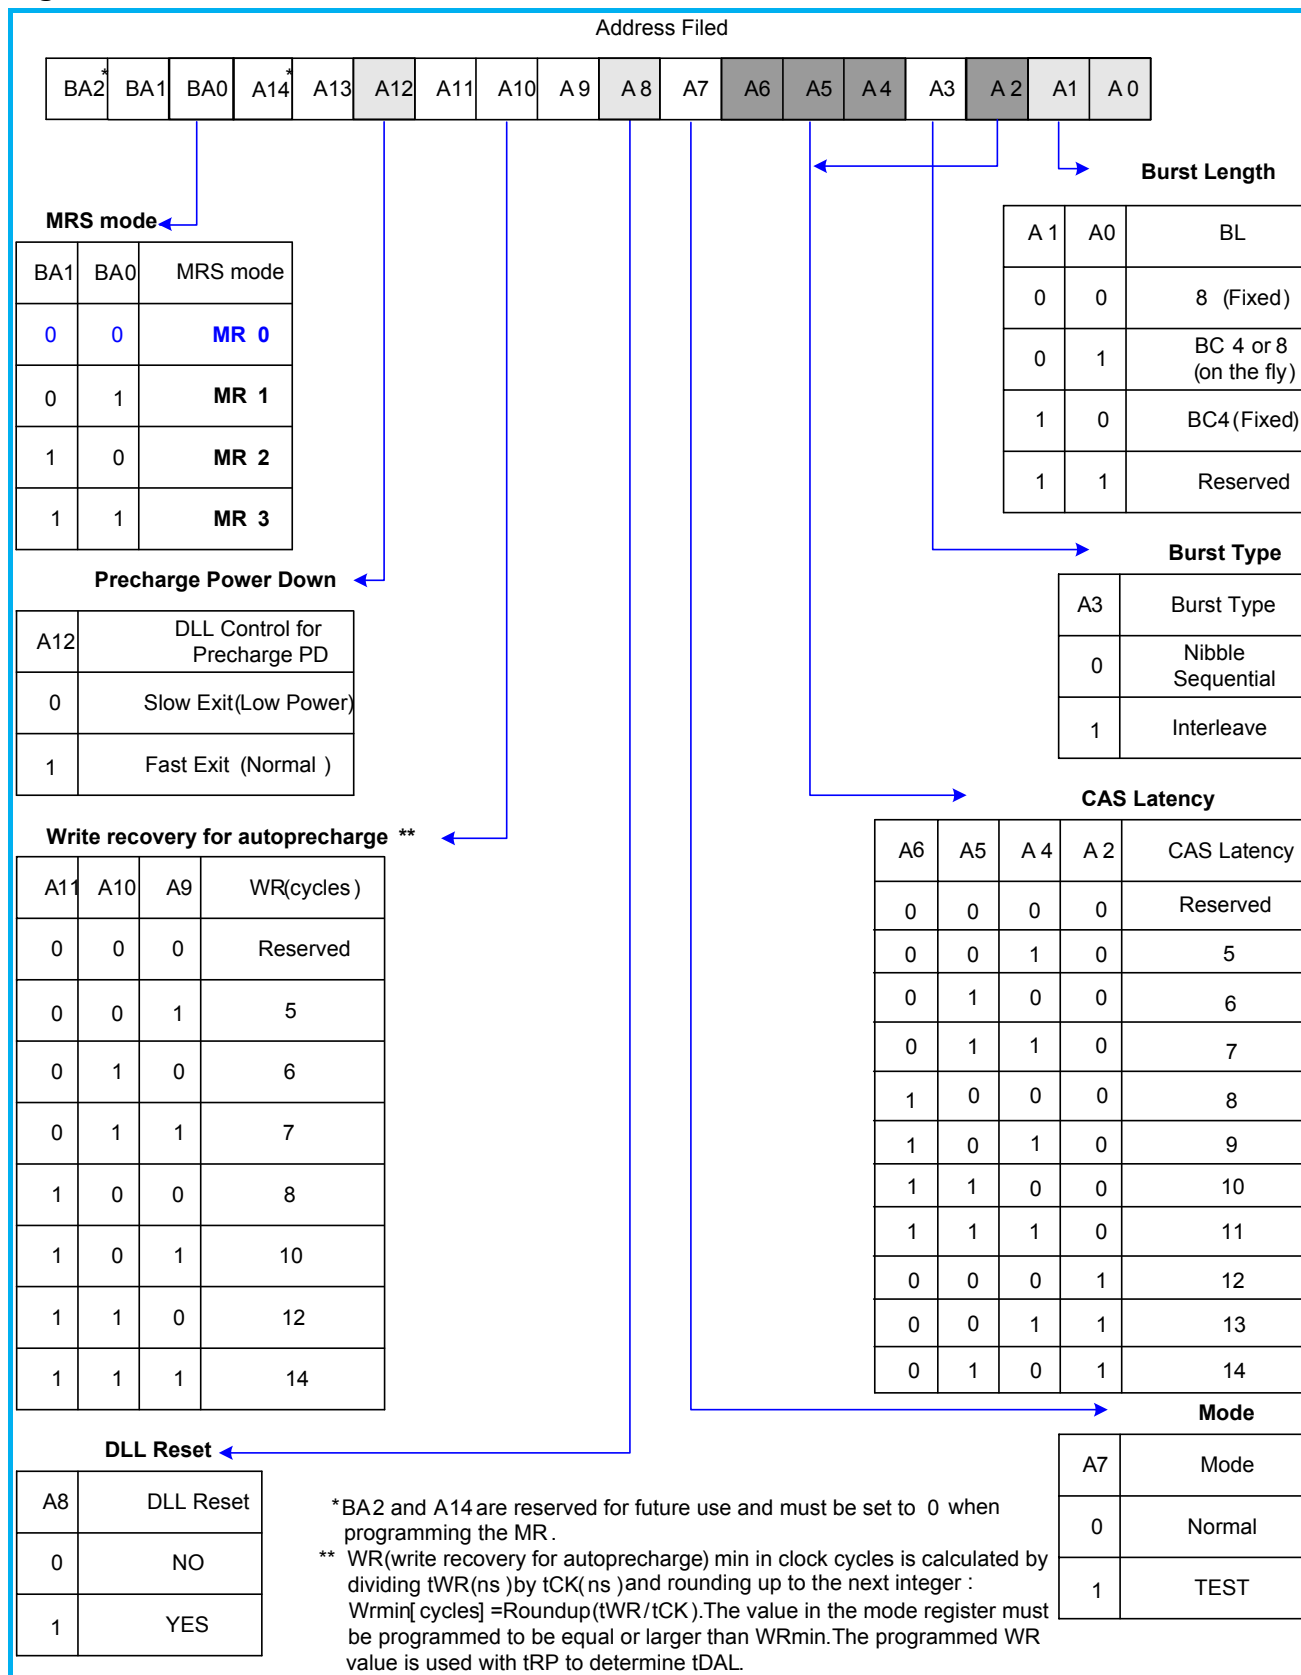 Address Filed
BA2* BA1 BA0 A14* A13 A12 A11 A10 A9 A8 A7 A6 A5 A4 A3 A2 A1 A0
MRS mode
BA1 BA0 MRS mode
0 0 MR 0
0 1 MR 1
1 0 MR 2
1 1 MR 3
Precharge Power Down
A12 DLL Control for
Precharge PD
0 Slow Exit(Low Power)
1 Fast Exit (Normal )
Write recovery for autoprecharge **
A11 A10 A9 WR(cycles)
0 0 0 Reserved
0 0 1 5
0 1 0 6
0 1 1 7
1 0 0 8
1 0 1 10
1 1 0 12
1 1 1 14
DLL Reset
A8 DLL Reset
0 NO
1 YES
Burst Length
A1 A0 BL
0 0 8 (Fixed)
0 1 BC 4 or 8
(on the fly)
1 0 BC4(Fixed)
1 1 Reserved
Burst Type
A3 Burst Type
0 Nibble
Sequential
1 Interleave
CAS Latency
A6 A5 A4 A2 CAS Latency
0 0 0 0 Reserved
0 0 1 0 5
0 1 0 0 6
0 1 1 0 7
1 0 0 0 8
1 0 1 0 9
1 1 0 0 10
1 1 1 0 11
0 0 0 1 12
0 0 1 1 13
0 1 0 1 14
Mode
A7 Mode
0 Normal
1 TEST
*BA2 and A14 are reserved for future use and must be set to 0 when
programming the MR.
** WR(write recovery for autoprecharge) min in clock cycles is calculated by
dividing tWR(ns)by tCK(ns)and rounding up to the next integer :
Wrmin[cycles] =Roundup(tWR/tCK).The value in the mode register must
be programmed to be equal or larger than WRmin.The programmed WR
value is used with tRP to determine tDAL.